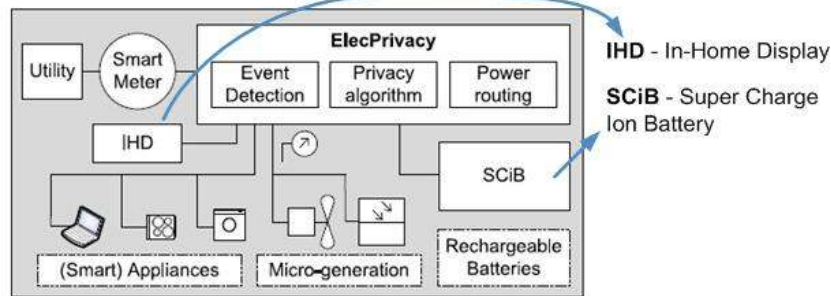 ElecPrivacy
Utility
Smart
Meter
Event
Detection
Privacy
algorithm
Power
routing
IHD
SCiB
(Smart) Appliances
Micro-generation
Rechargeable
Batteries
IHD - In-Home Display
SCiB - Super Charge
Ion Battery